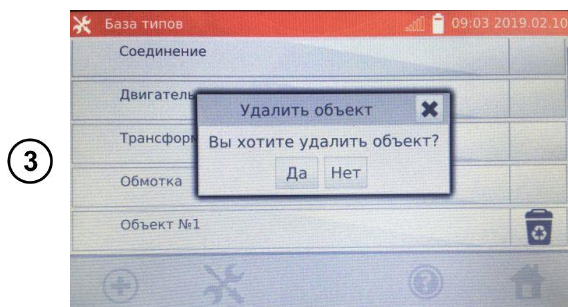 База типов 09:03 2019.02.10
Соединение
Двигатель
Удалить объект
Трансформ
Вы хотите удалить объект?
Да Нет
Обмотка
Объект №1
3